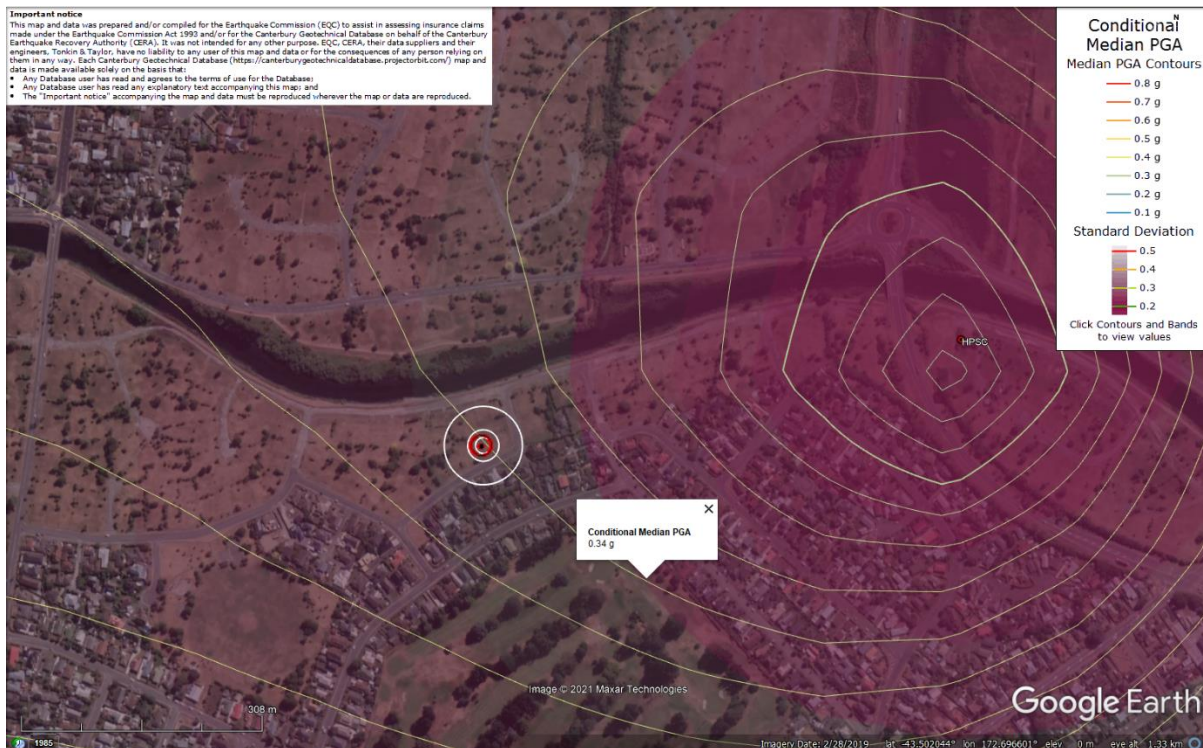 Important notice
This map and data was prepared and/or compiled for the Earthquake Commission (EQC) to assist in assessing insurance claims
made under the Earthquake Commission Act 1993 and/or for the Canterbury Geotechnical Database on behalf of the Canterbury
Earthquake Recovery Authority (CERA). It was not intended for any other purpose. EQC, CERA, their data suppliers and their
engineers, Tonkin & Taylor, have no liability to any user of this map and data or for the consequences of any person relying on
them in any way. Each Canterbury Geotechnical Database (https://canterburygeotechnicaldatabase.projectorbit.com/) map and
data is made available solely on the basis that:
• Any Database user has read and agrees to the terms of use for the Database;
• Any Database user has read any explanatory text accompanying this map; and
• The "Important notice" accompanying the map and data must be reproduced wherever the map or data are reproduced.
N
Conditional
Median PGA
Median PGA Contours
0.8 g
0.7 g
0.6 g
0.5 g
0.4 g
0.3 g
0.2 g
0.1 g
Standard Deviation
0.5
0.4
0.3
0.2
Click Contours and Bands
to view values
HPSC
Conditional Median PGA
0.34 g
Image © 2021 Maxar Technologies
Google Earth
308 m
1985
Imagery Date: 2/28/2019 lat -43.502044° lon 172.696601° elev 0 m eye alt 1.33 km